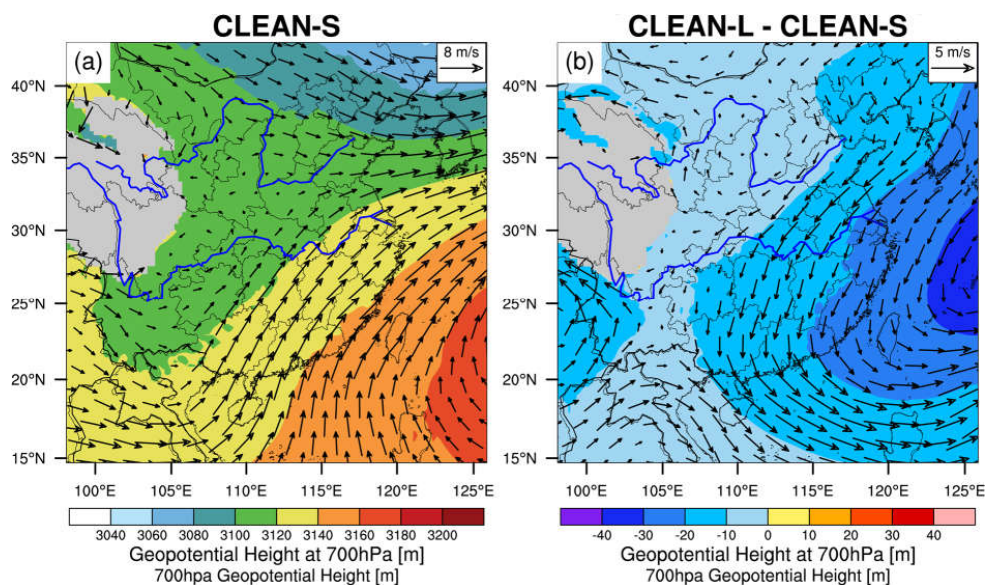 CLEAN-S
CLEAN-L - CLEAN-S
(a)
8 m/s
(b)
5 m/s
40°N
35°N
30°N
25°N
20°N
15°N
40°N
35°N
30°N
25°N
20°N
15°N
100°E 105°E 110°E 115°E 120°E 125°E
100°E 105°E 110°E 115°E 120°E 125°E
3040 3060 3080 3100 3120 3140 3160 3180 3200
-40 -30 -20 -10 0 10 20 30 40
Geopotential Height at 700hPa [m]
700hpa Geopotential Height [m]
Geopotential Height at 700hPa [m]
700hpa Geopotential Height [m]